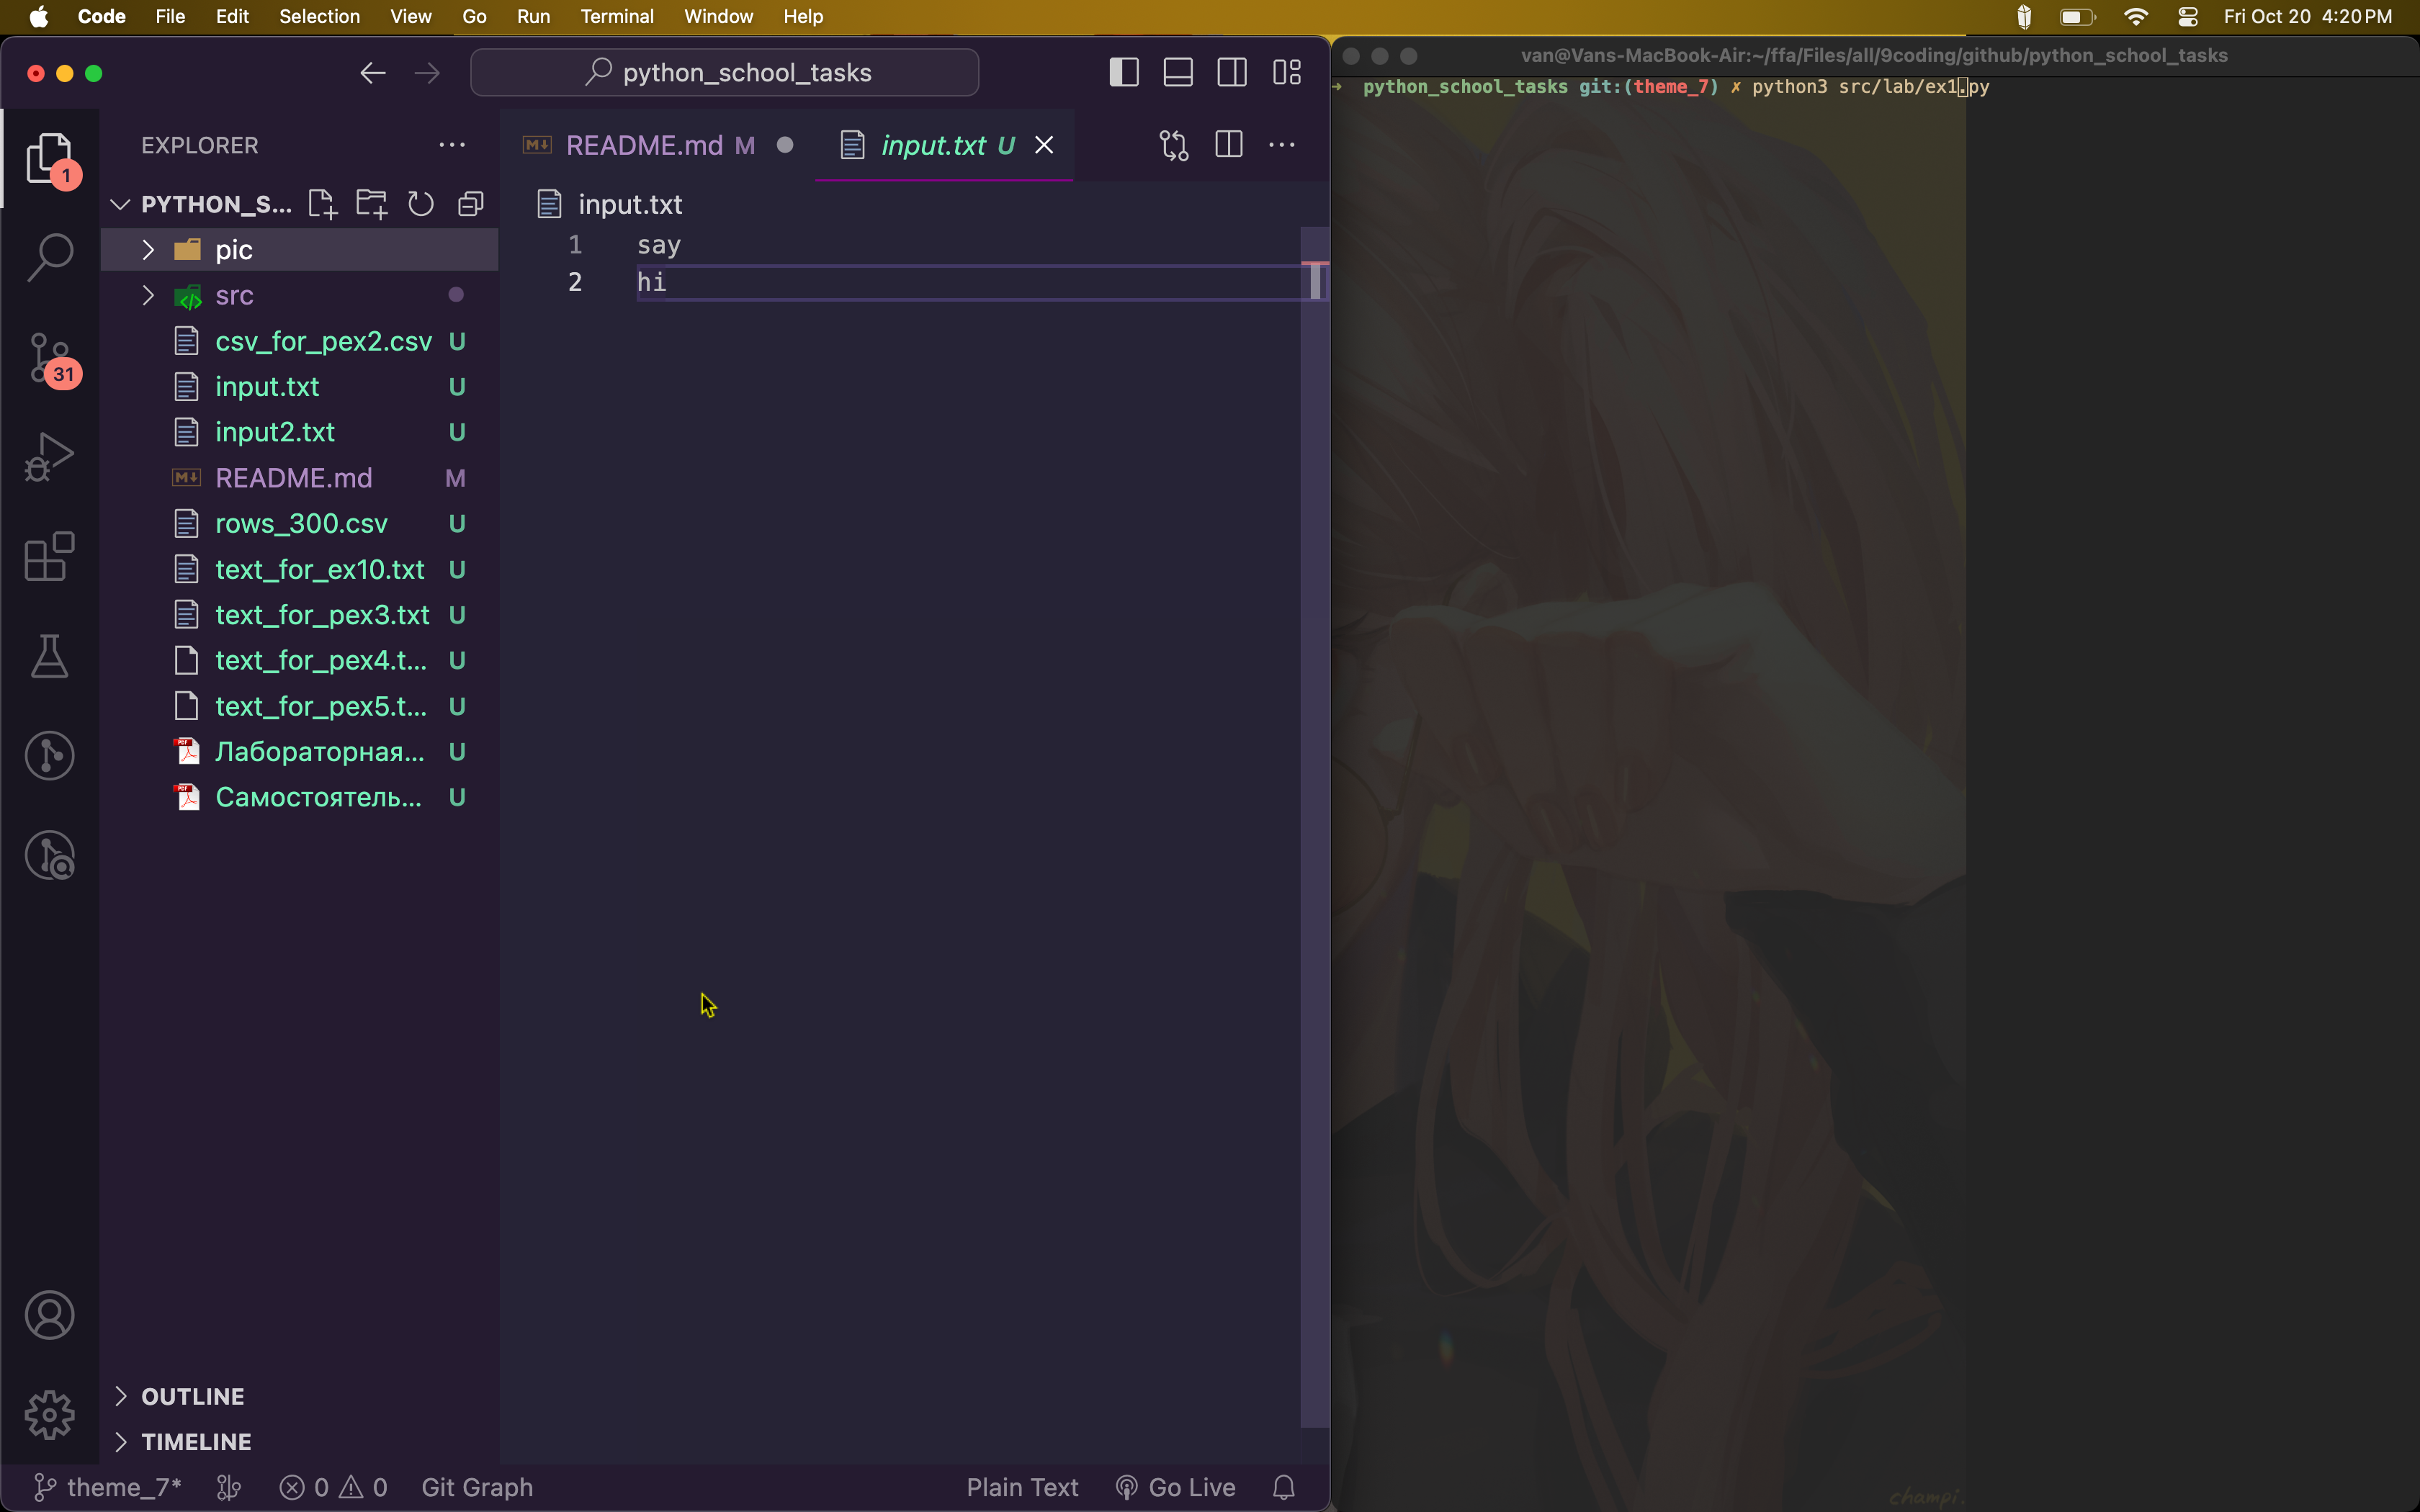 Code File Edit Selection View Go Run Terminal Window Help Fri Oct 20 4:20 PM
python_school_tasks
van@Vans-MacBook-Air:~/ffa/Files/all/9coding/github/python_school_tasks
➜ python_school_tasks git:(theme_7) ✗ python3 src/lab/ex1.py
EXPLORER
README.md M
input.txt U
1
PYTHON_S...
input.txt
pic
1 say
2 hi
src
csv_for_pex2.csv U
input.txt U
31
input2.txt U
README.md M
rows_300.csv U
text_for_ex10.txt U
text_for_pex3.txt U
text_for_pex4.t... U
text_for_pex5.t... U
Лабораторная... U
Самостоятель... U
OUTLINE
TIMELINE
theme_7* 0 0 Git Graph Plain Text Go Live
champi.